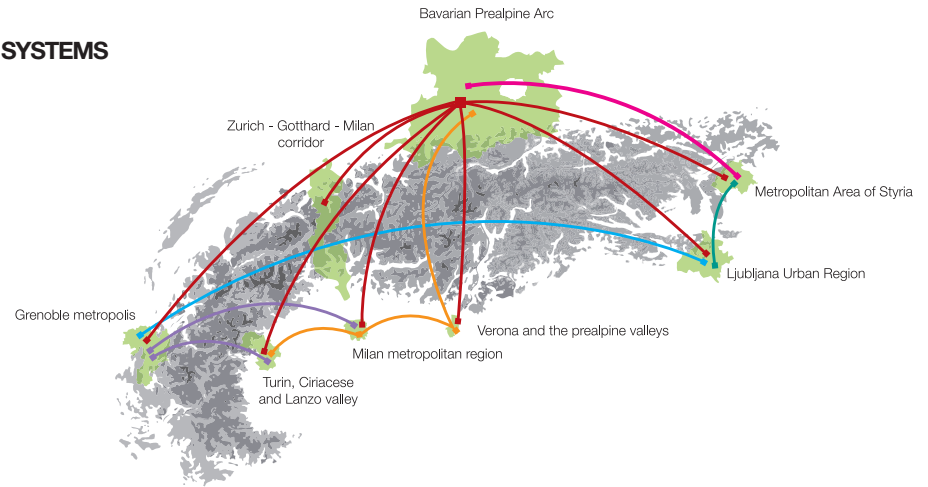 Bavarian Prealpine Arc
SYSTEMS
Zurich - Gotthard - Milan
corridor
Metropolitan Area of Styria
Ljubljana Urban Region
Grenoble metropolis
Verona and the prealpine valleys
Milan metropolitan region
Turin, Ciriacese
and Lanzo valley